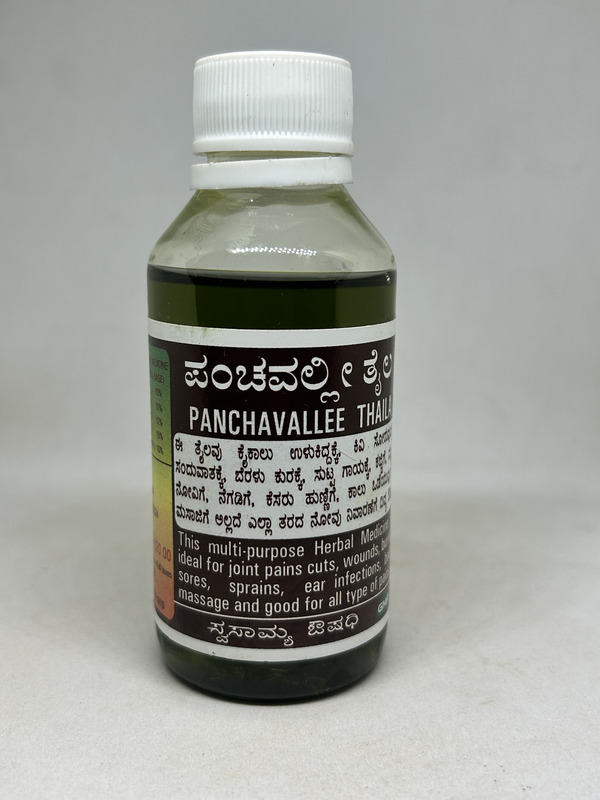 ಪಂಚವಲ್ಲೀ ತೈಲ
PANCHAVALLEE THAILA
ಈ ತೈಲವು ಕೈಕಾಲು ಉಳುಕಿದ್ದಕ್ಕೆ, ಕಿವಿ
ಸಂದುವಾತಕ್ಕೆ, ಬೆರಳು ಕುರಕ್ಕೆ, ಸುಟ್ಟ ಗಾಯಕ್ಕೆ,
ನೋವಿಗೆ, ನೆಗಡಿಗೆ, ಕೆಸರು ಹುಣ್ಣಿಗೆ, ಕಾಲು
ಮಸಾಜಿಗೆ ಅಲ್ಲದೆ ಎಲ್ಲಾ ತರದ ನೋವು ನಿವಾರಣೆಗೆ
This multi-purpose Herbal Medicin
ideal for joint pains cuts, wounds,
sores, sprains, ear infections,
massage and good for all type of
ಸ್ವಸಾಮ್ಯ ಔಷಧಿ